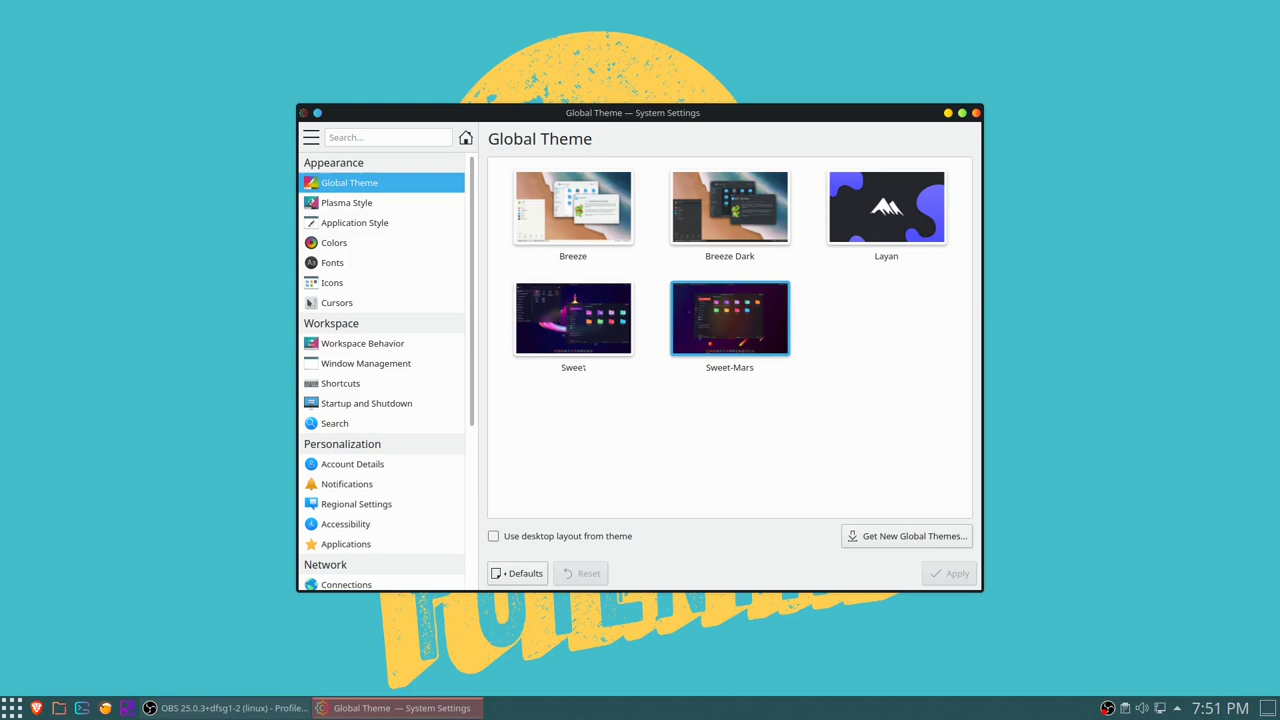 Global Theme — System Settings
Search...
Global Theme
Appearance
Global Theme
Plasma Style
Application Style
Colors
Fonts
Icons
Cursors
Workspace
Workspace Behavior
Window Management
Shortcuts
Startup and Shutdown
Search
Personalization
Account Details
Notifications
Regional Settings
Accessibility
Applications
Network
Connections
Breeze
Breeze Dark
Layan
Sweet
Sweet-Mars
Use desktop layout from theme
Get New Global Themes...
Defaults
Reset
Apply
OBS 25.0.3+dfsg1-2 (linux) - Profile...
Global Theme — System Settings
7:51 PM